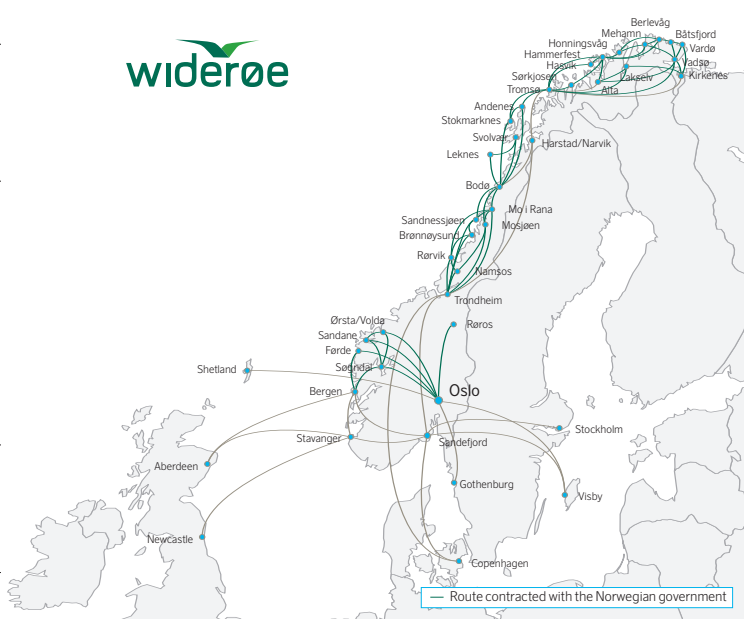 widerøe
Berlevåg
Mehamn
Båtsfjord
Honningsvåg
Vardø
Hammerfest
Vadsø
Hasvik
Kirkenes
Sørkjosen
Lakselv
Tromsø
Alta
Andenes
Stokmarknes
Svolvær
Harstad/Narvik
Leknes
Bodø
Mo i Rana
Sandnessjøen
Mosjøen
Brønnøysund
Rørvik
Namsos
Trondheim
Ørsta/Volda
Røros
Sandane
Førde
Shetland
Sogndal
Bergen
Oslo
Stockholm
Stavanger
Sandefjord
Aberdeen
Gothenburg
Visby
Newcastle
Copenhagen
Route contracted with the Norwegian government